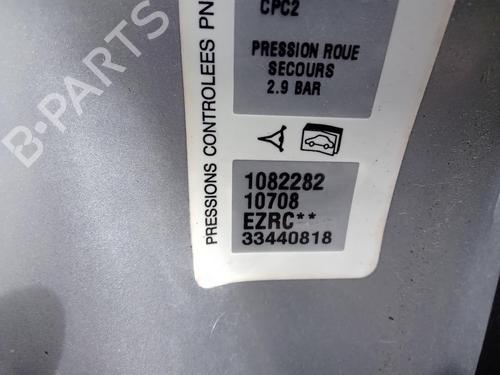 CPC2
PRESSION ROUE
SECOURS
2.9 BAR
PRESSIONS CONTROLEES PN
1082282
10708
EZRC**
33440818
B-PARTS